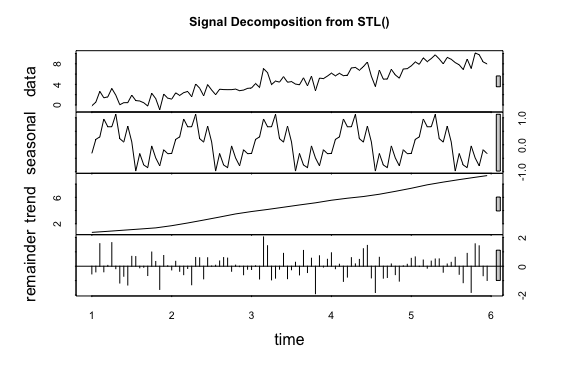 Signal Decomposition from STL()
data
0 4 8
seasonal
-1.0 0.0 1.0
trend
2 6
remainder
-2 0 2
1 2 3 4 5 6
time